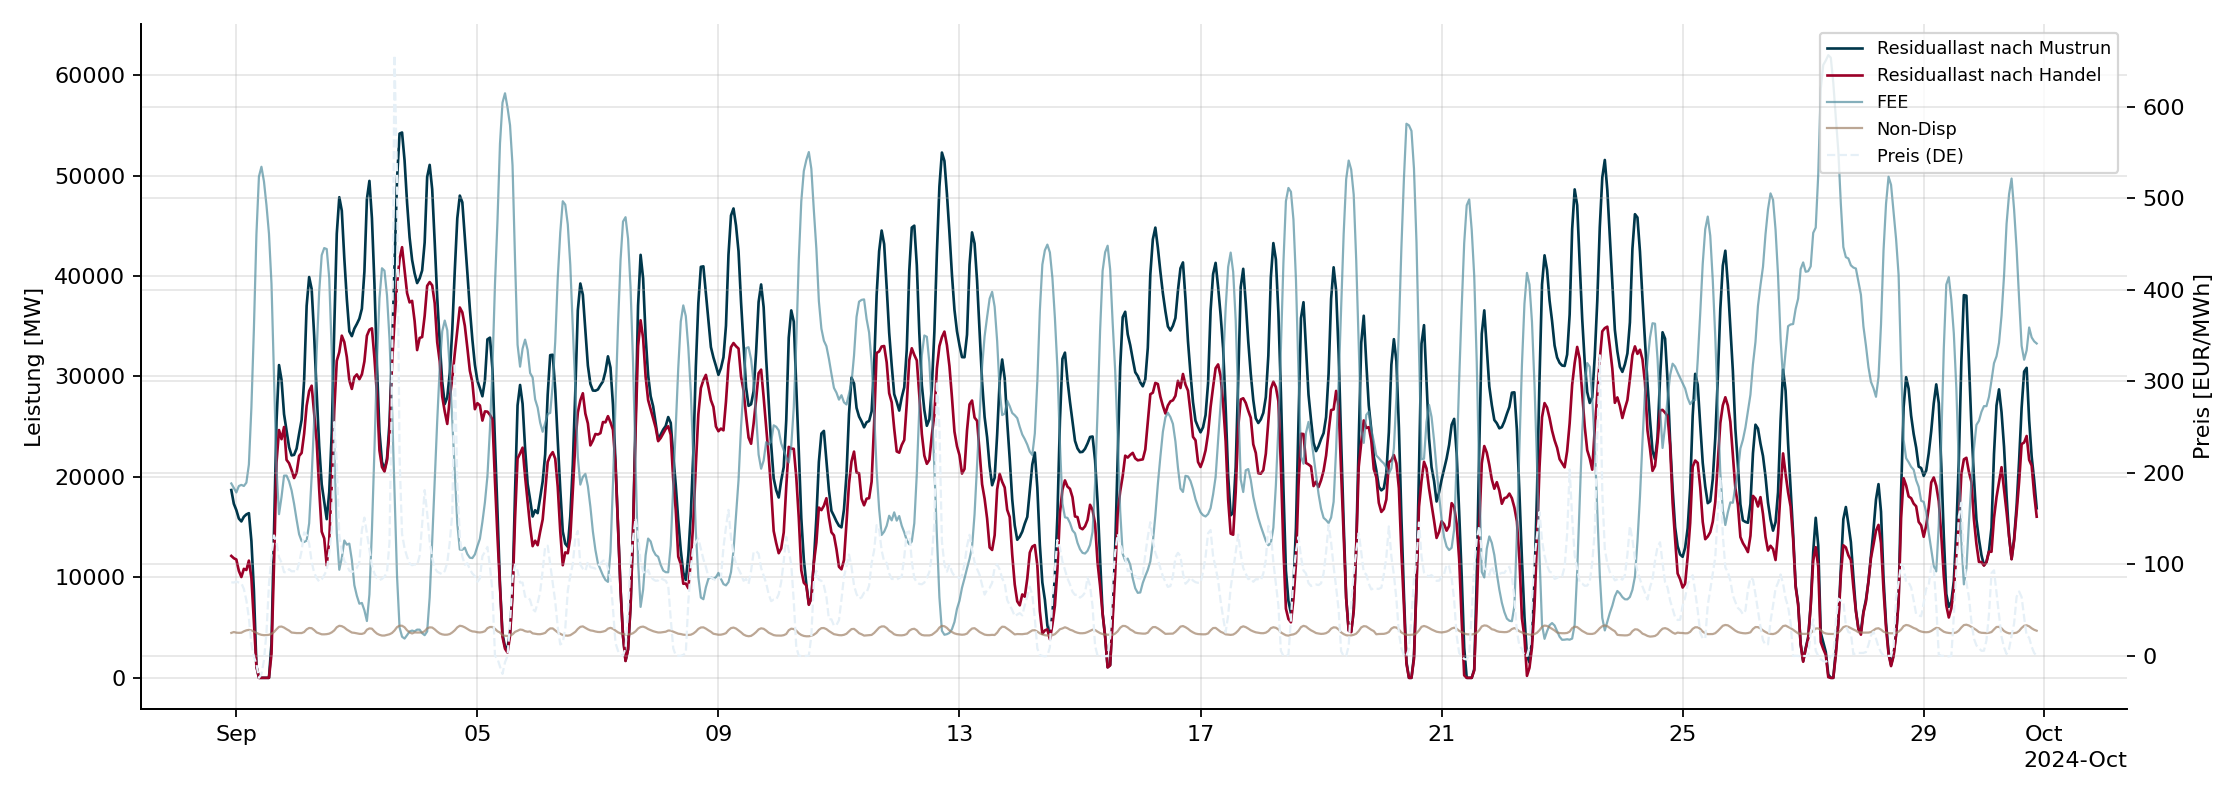 Residuallast nach Mustrun
Residuallast nach Handel
FEE
Non-Disp
Preis (DE)
Leistung [MW]
60000
50000
40000
30000
20000
10000
0
Preis [EUR/MWh]
600
500
400
300
200
100
0
Sep 05 09 13 17 21 25 29 Oct
2024-Oct